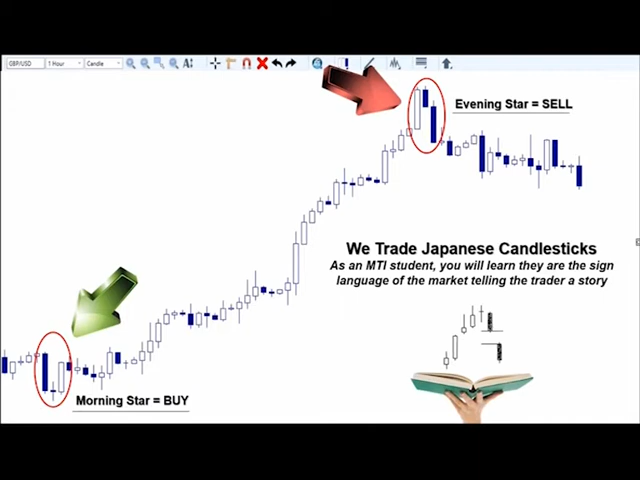 GBP/USD 1 Hour Candle
Evening Star = SELL
We Trade Japanese Candlesticks
As an MTI student, you will learn they are the sign
language of the market telling the trader a story
Morning Star = BUY